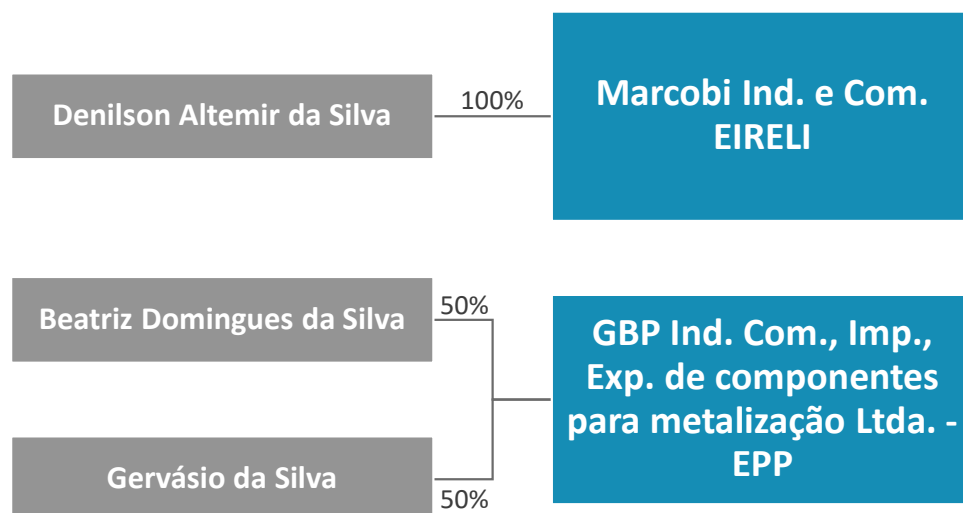 Denilson Altemir da Silva
100%
Marcobi Ind. e Com.
EIRELI
Beatriz Domingues da Silva
50%
GBP Ind. Com., Imp.,
Exp. de componentes
para metalização Ltda. -
EPP
Gervásio da Silva
50%